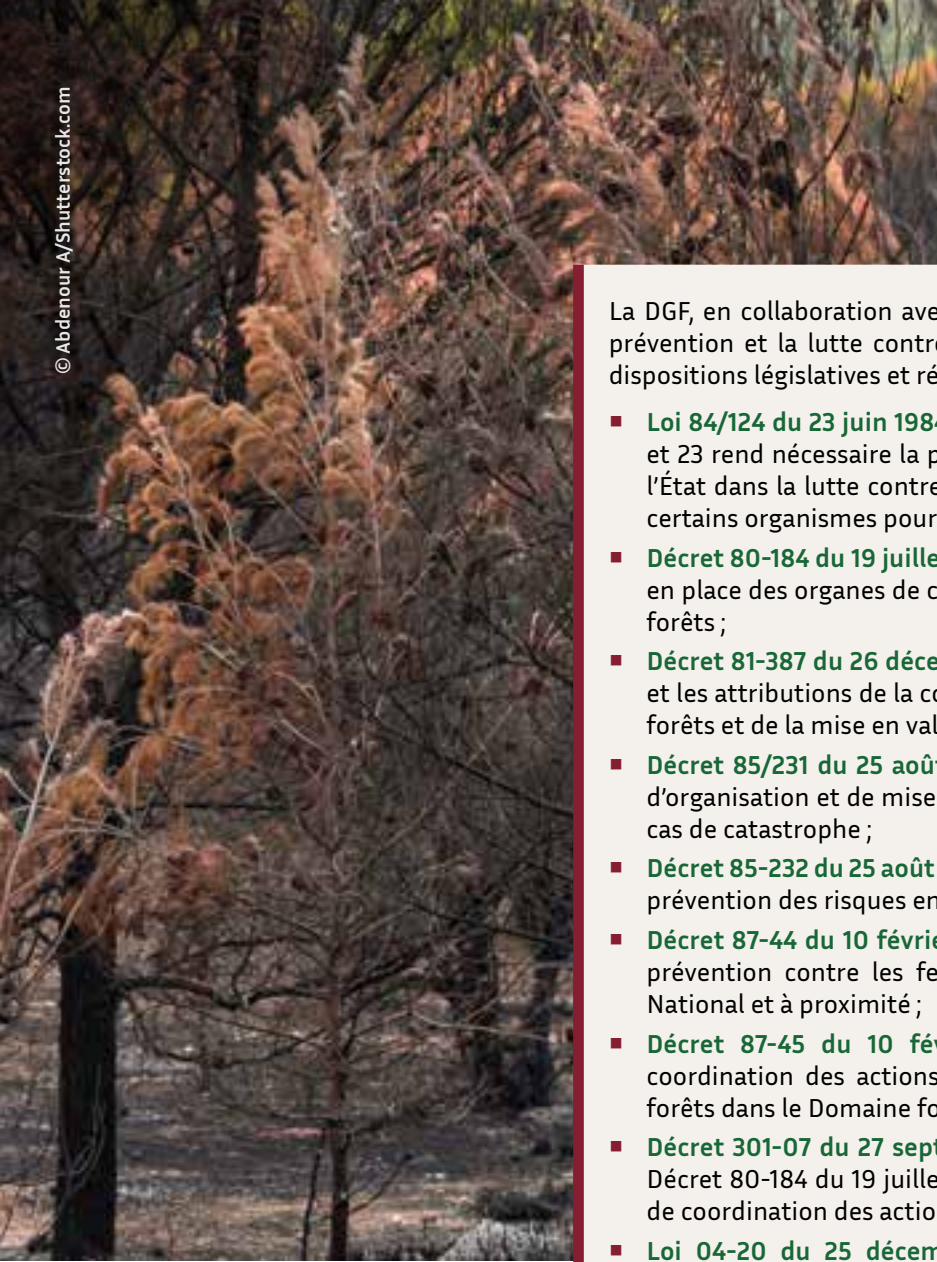 © Abdenour A/Shutterstock.com
La DGF, en collaboration ave
prévention et la lutte contre
dispositions législatives et ré
▪ Loi 84/124 du 23 juin 1984
et 23 rend nécessaire la p
l’État dans la lutte contre
certains organismes pour
▪ Décret 80-184 du 19 juille
en place des organes de c
forêts ;
▪ Décret 81-387 du 26 déce
et les attributions de la co
forêts et de la mise en val
▪ Décret 85/231 du 25 août
d’organisation et de mise
cas de catastrophe ;
▪ Décret 85-232 du 25 août
prévention des risques en
▪ Décret 87-44 du 10 févrie
prévention contre les fe
National et à proximité ;
▪ Décret 87-45 du 10 fév
coordination des actions
forêts dans le Domaine fo
▪ Décret 301-07 du 27 sept
Décret 80-184 du 19 juille
de coordination des actio
▪ Loi 04-20 du 25 décem